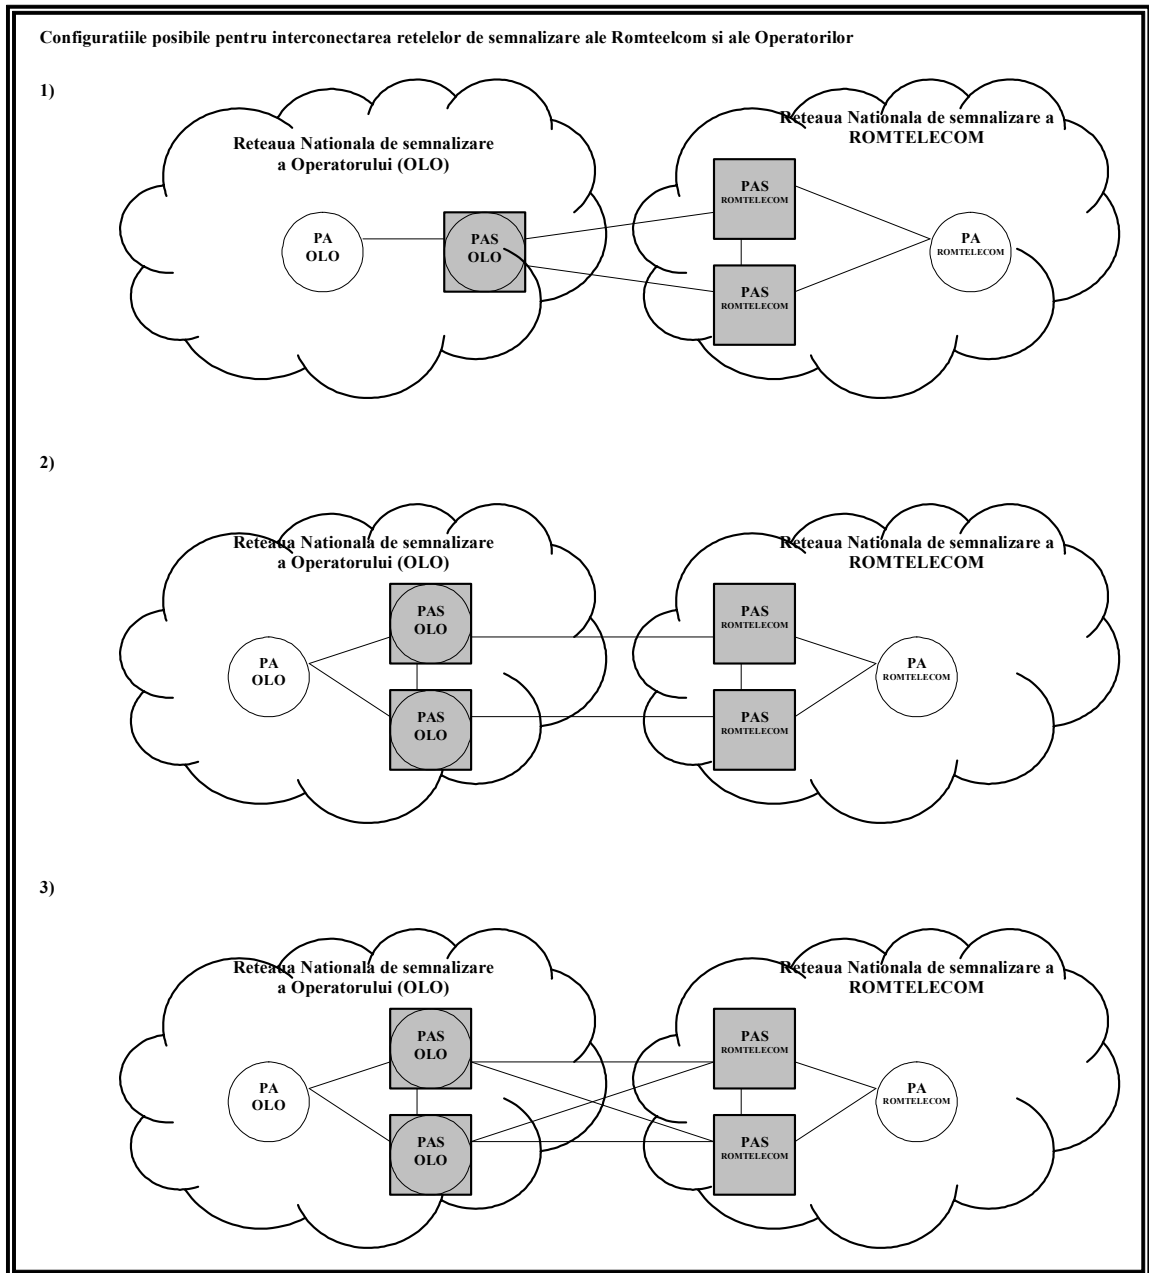 Configuratiile posibile pentru interconectarea retelelor de semnalizare ale Romteelcom si ale Operatorilor
1)
Reteaua Nationala de semnalizare
a Operatorului (OLO)
Reteaua Nationala de semnalizare a
ROMTELECOM
PA
OLO
PAS
OLO
PAS
ROMTELECOM
PAS
ROMTELECOM
PA
ROMTELECOM
2)
Reteaua Nationala de semnalizare
a Operatorului (OLO)
Reteaua Nationala de semnalizare a
ROMTELECOM
PA
OLO
PAS
OLO
PAS
OLO
PAS
ROMTELECOM
PAS
ROMTELECOM
PA
ROMTELECOM
3)
Reteaua Nationala de semnalizare
a Operatorului (OLO)
Reteaua Nationala de semnalizare a
ROMTELECOM
PA
OLO
PAS
OLO
PAS
OLO
PAS
ROMTELECOM
PAS
ROMTELECOM
PA
ROMTELECOM